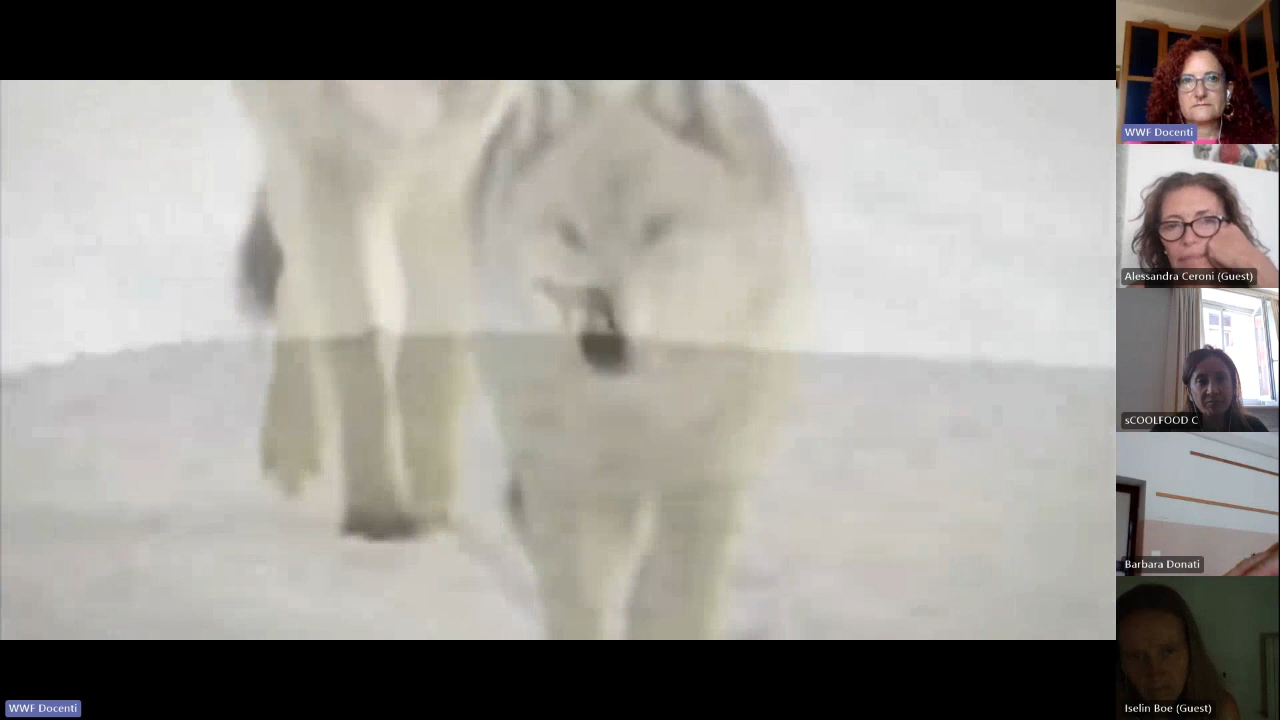 WWF Docenti
Alessandra Ceroni (Guest)
sCOOLFOOD C
Barbara Donati
Iselin Boe (Guest)
WWF Docenti